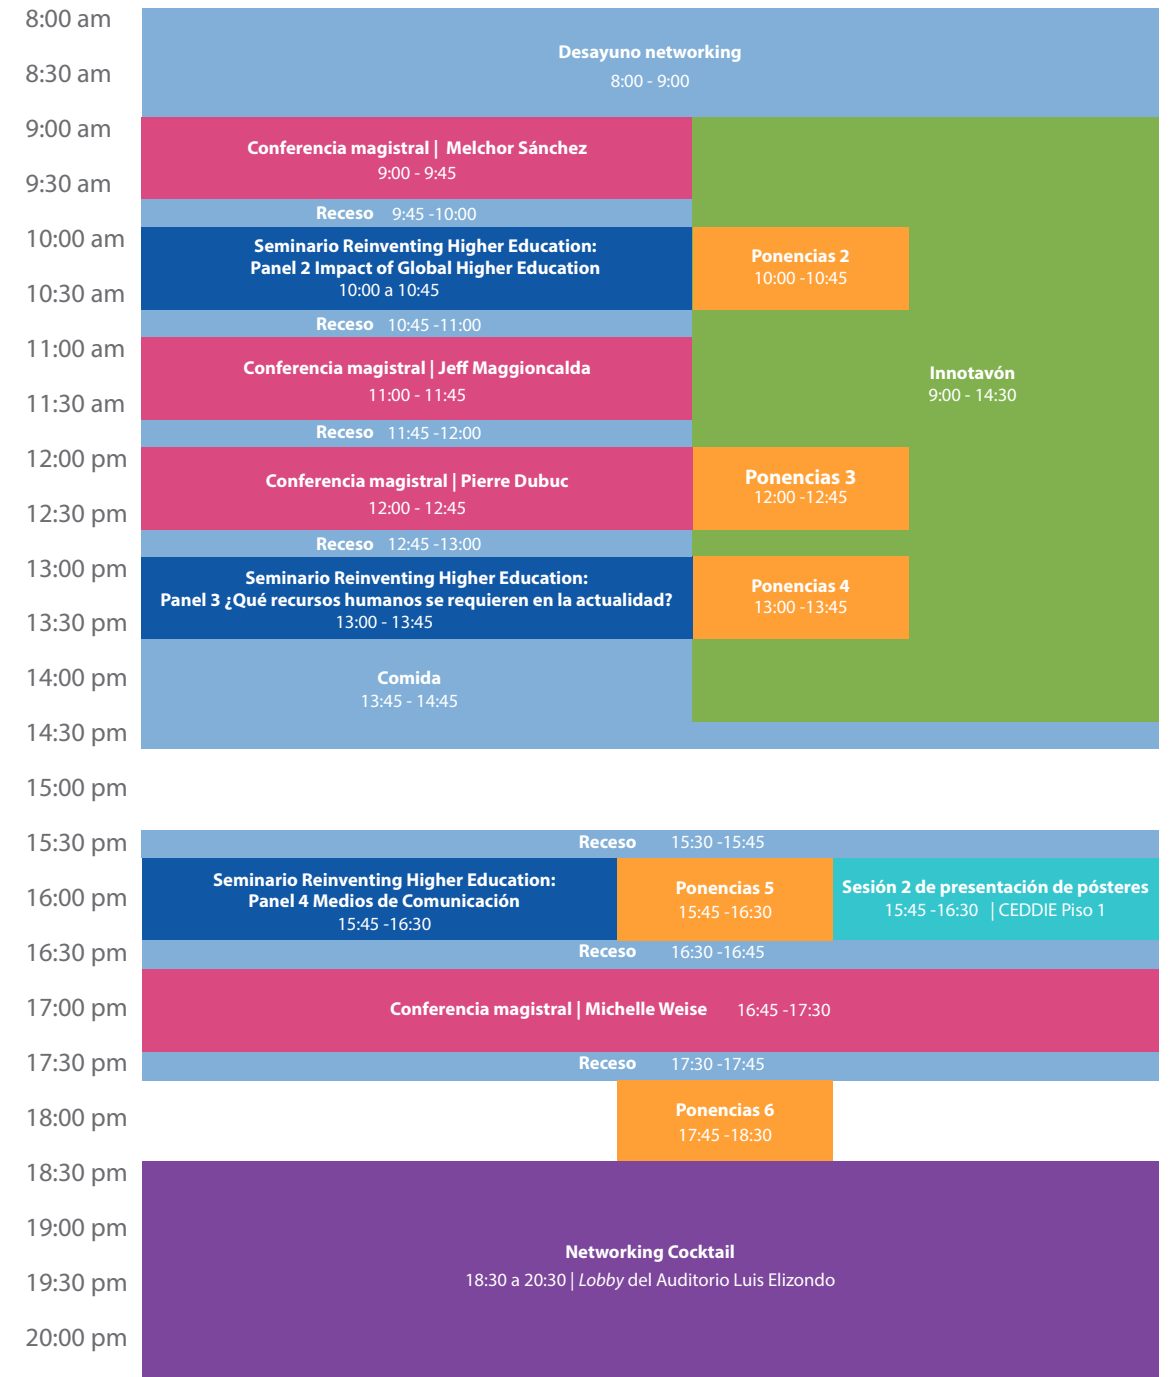 8:00 am
Desayuno networking
8:00 - 9:00
8:30 am
9:00 am
Conferencia magistral | Melchor Sánchez
9:00 - 9:45
9:30 am
Receso 9:45 -10:00
10:00 am
Seminario Reinventing Higher Education:
Panel 2 Impact of Global Higher Education
10:00 a 10:45
Ponencias 2
10:00 -10:45
10:30 am
Receso 10:45 -11:00
11:00 am
Conferencia magistral | Jeff Maggioncalda
11:00 - 11:45
Innotavón
9:00 - 14:30
11:30 am
Receso 11:45 -12:00
12:00 pm
Conferencia magistral | Pierre Dubuc
12:00 - 12:45
Ponencias 3
12:00 -12:45
12:30 pm
Receso 12:45 -13:00
13:00 pm
Seminario Reinventing Higher Education:
Panel 3 ¿Qué recursos humanos se requieren en la actualidad?
13:00 - 13:45
Ponencias 4
13:00 -13:45
13:30 pm
14:00 pm
Comida
13:45 - 14:45
14:30 pm
15:00 pm
15:30 pm
Receso 15:30 -15:45
Seminario Reinventing Higher Education:
Panel 4 Medios de Comunicación
15:45 -16:30
Ponencias 5
15:45 -16:30
Sesión 2 de presentación de pósteres
15:45 -16:30 | CEDDIE Piso 1
16:00 pm
16:30 pm
Receso 16:30 -16:45
17:00 pm
Conferencia magistral | Michelle Weise 16:45 -17:30
17:30 pm
Receso 17:30 -17:45
18:00 pm
Ponencias 6
17:45 -18:30
18:30 pm
19:00 pm
Networking Cocktail
18:30 a 20:30 | Lobby del Auditorio Luis Elizondo
19:30 pm
20:00 pm